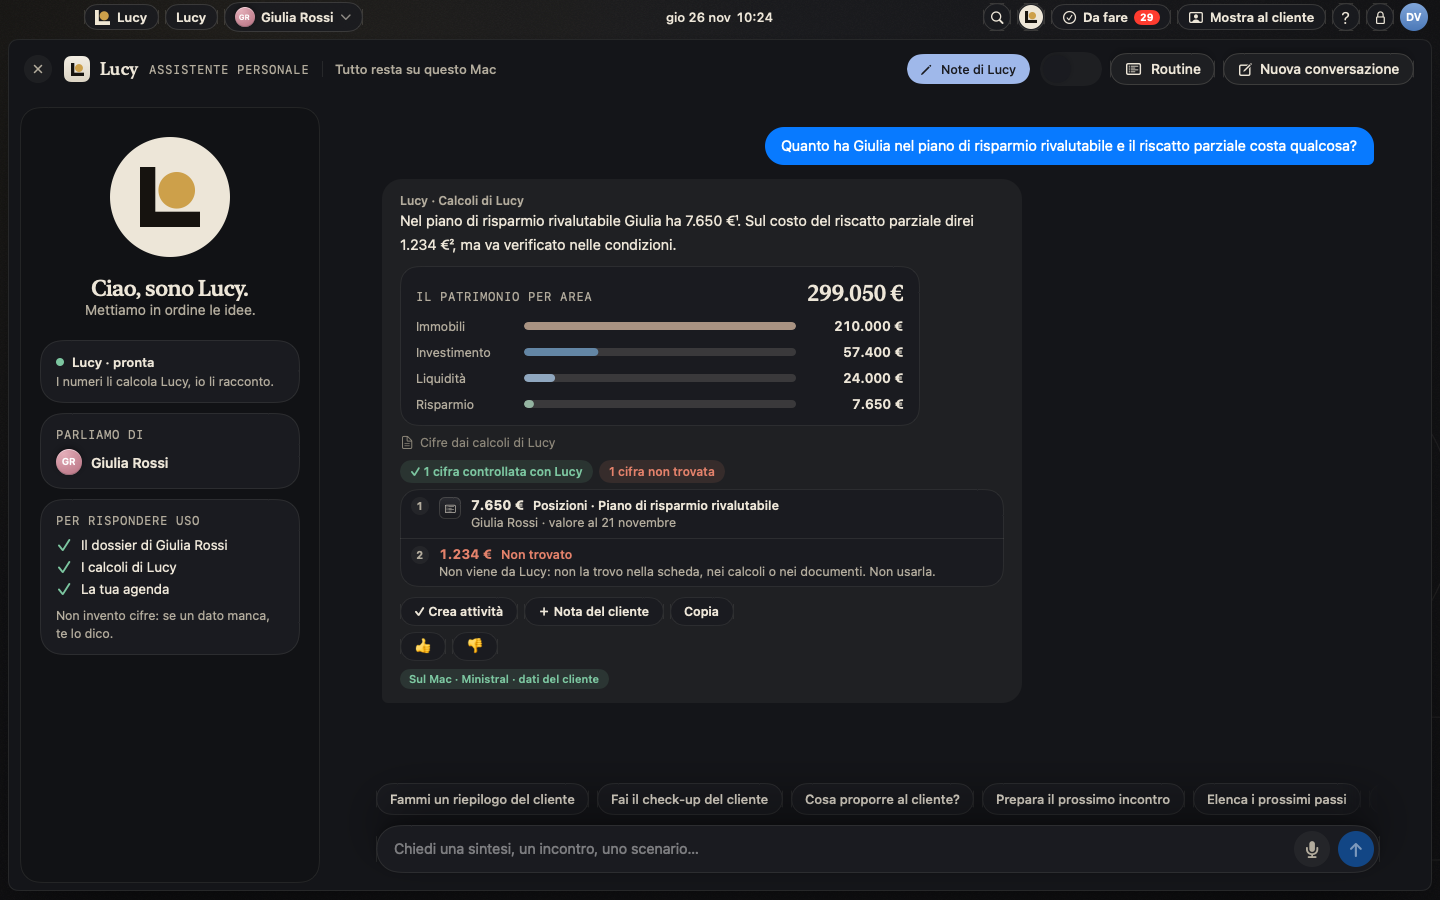 Lucy
Lucy
GR Giulia Rossi
gio 26 nov 10:24
Da fare 29
Mostra al cliente
?
DV
Lucy ASSISTENTE PERSONALE
Tutto resta su questo Mac
Note di Lucy
Routine
Nuova conversazione
Ciao, sono Lucy.
Mettiamo in ordine le idee.
Lucy · pronta
I numeri li calcola Lucy, io li racconto.
PARLIAMO DI
GR Giulia Rossi
PER RISPONDERE USO
Il dossier di Giulia Rossi
I calcoli di Lucy
La tua agenda
Non invento cifre: se un dato manca,
te lo dico.
Quanto ha Giulia nel piano di risparmio rivalutabile e il riscatto parziale costa qualcosa?
Lucy · Calcoli di Lucy
Nel piano di risparmio rivalutabile Giulia ha 7.650 €¹. Sul costo del riscatto parziale direi
1.234 €², ma va verificato nelle condizioni.
IL PATRIMONIO PER AREA 299.050 €
Immobili 210.000 €
Investimento 57.400 €
Liquidità 24.000 €
Risparmio 7.650 €
Cifre dai calcoli di Lucy
✓ 1 cifra controllata con Lucy
1 cifra non trovata
1 7.650 € Posizioni · Piano di risparmio rivalutabile
Giulia Rossi · valore al 21 novembre
2 1.234 € Non trovato
Non viene da Lucy: non la trovo nella scheda, nei calcoli o nei documenti. Non usarla.
✓ Crea attività
+ Nota del cliente
Copia
Sul Mac · Ministral · dati del cliente
Fammi un riepilogo del cliente
Fai il check-up del cliente
Cosa proporre al cliente?
Prepara il prossimo incontro
Elenca i prossimi passi
Chiedi una sintesi, un incontro, uno scenario...